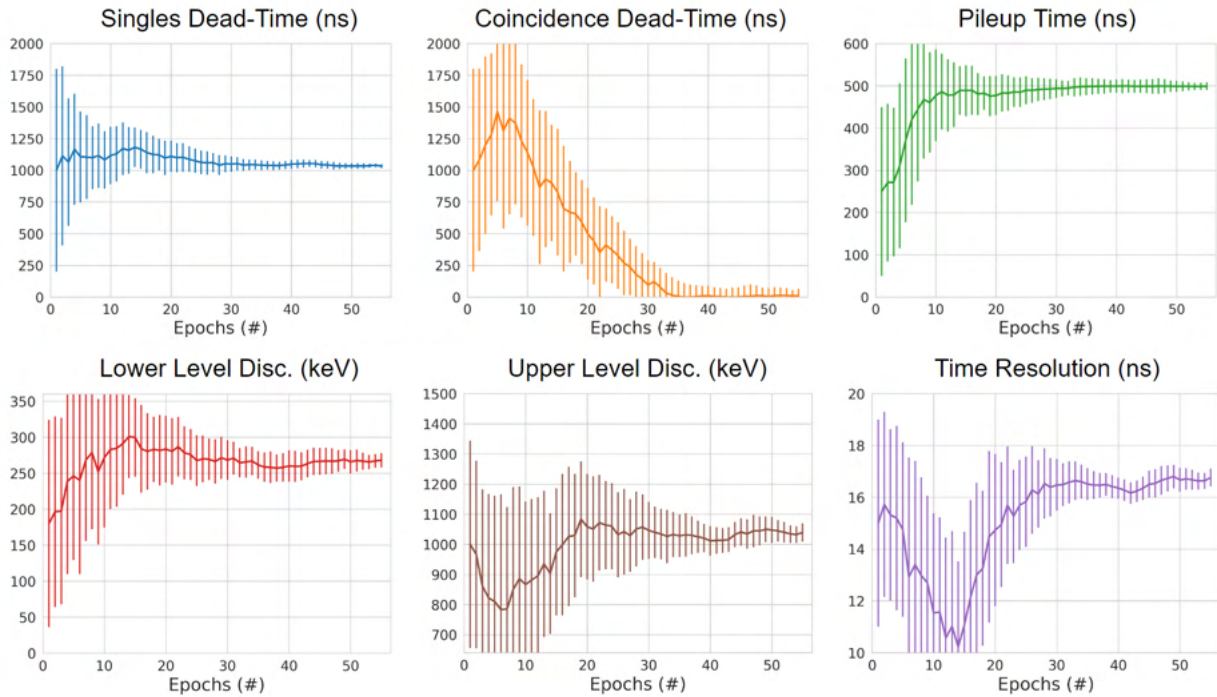 Singles Dead-Time (ns)
Coincidence Dead-Time (ns)
Pileup Time (ns)
2000
1750
1500
1250
1000
750
500
250
0
0 10 20 30 40 50
Epochs (#)
2000
1750
1500
1250
1000
750
500
250
0
0 10 20 30 40 50
Epochs (#)
600
500
400
300
200
100
0
0 10 20 30 40 50
Epochs (#)
Lower Level Disc. (keV)
Upper Level Disc. (keV)
Time Resolution (ns)
350
300
250
200
150
100
50
0
0 10 20 30 40 50
Epochs (#)
1500
1400
1300
1200
1100
1000
900
800
700
0 10 20 30 40 50
Epochs (#)
20
18
16
14
12
10
0 10 20 30 40 50
Epochs (#)